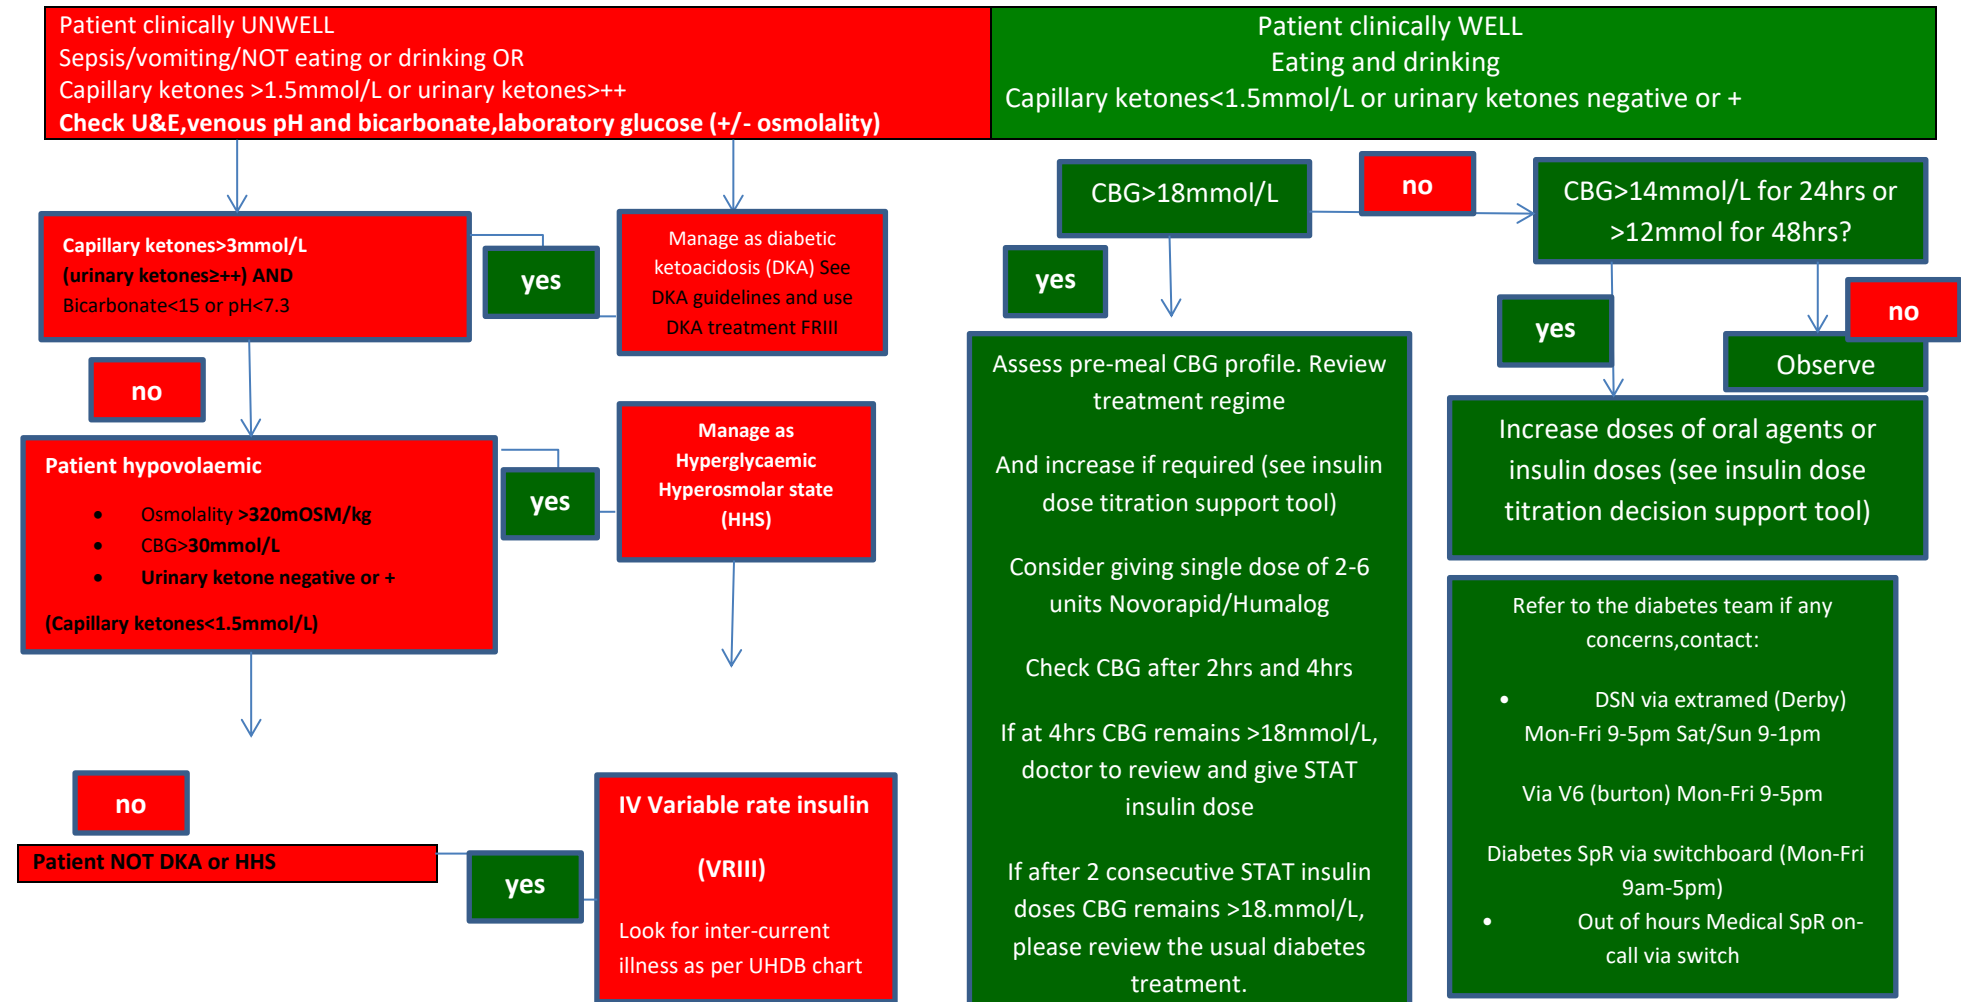 Patient clinically UNWELL
Sepsis/vomiting/NOT eating or drinking OR
Capillary ketones >1.5mmol/L or urinary ketones>++
Check U&E,venous pH and bicarbonate,laboratory glucose (+/- osmolality)
Patient clinically WELL
Eating and drinking
Capillary ketones<1.5mmol/L or urinary ketones negative or +
Capillary ketones>3mmol/L
(urinary ketones≥++) AND
Bicarbonate<15 or pH<7.3
yes
Manage as diabetic
ketoacidosis (DKA) See
DKA guidelines and use
DKA treatment FRIII
no
Patient hypovolaemic
• Osmolality >320mOSM/kg
• CBG>30mmol/L
• Urinary ketone negative or +
(Capillary ketones<1.5mmol/L)
yes
Manage as
Hyperglycaemic
Hyperosmolar state
(HHS)
no
Patient NOT DKA or HHS
yes
IV Variable rate insulin
(VRIII)
Look for inter-current
illness as per UHDB chart
CBG>18mmol/L
no
CBG>14mmol/L for 24hrs or
>12mmol for 48hrs?
yes
Assess pre-meal CBG profile. Review
treatment regime
And increase if required (see insulin
dose titration support tool)
Consider giving single dose of 2-6
units Novorapid/Humalog
Check CBG after 2hrs and 4hrs
If at 4hrs CBG remains >18mmol/L,
doctor to review and give STAT
insulin dose
If after 2 consecutive STAT insulin
doses CBG remains >18.mmol/L,
please review the usual diabetes
treatment.
yes
no
Observe
Increase doses of oral agents or
insulin doses (see insulin dose
titration decision support tool)
Refer to the diabetes team if any
concerns,contact:
• DSN via extramed (Derby)
Mon-Fri 9-5pm Sat/Sun 9-1pm
Via V6 (burton) Mon-Fri 9-5pm
Diabetes SpR via switchboard (Mon-Fri
9am-5pm)
• Out of hours Medical SpR on-
call via switch